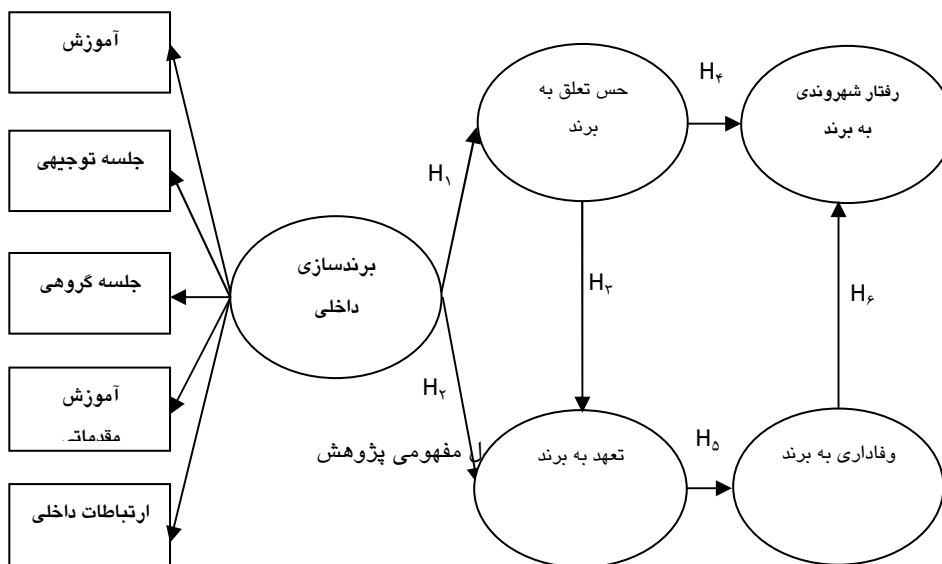 آموزش
جلسه توجیهی
جلسه گروهی
آموزش
مقدماتی
ارتباطات داخلی
برندسازی
داخلی
H۱
H۲
حس تعلق به
برند
H۳
H۴
رفتار شهروندی
به برند
تعهد به برند
H۵
وفاداری به برند
H۶
ل مفهومی پژوهش